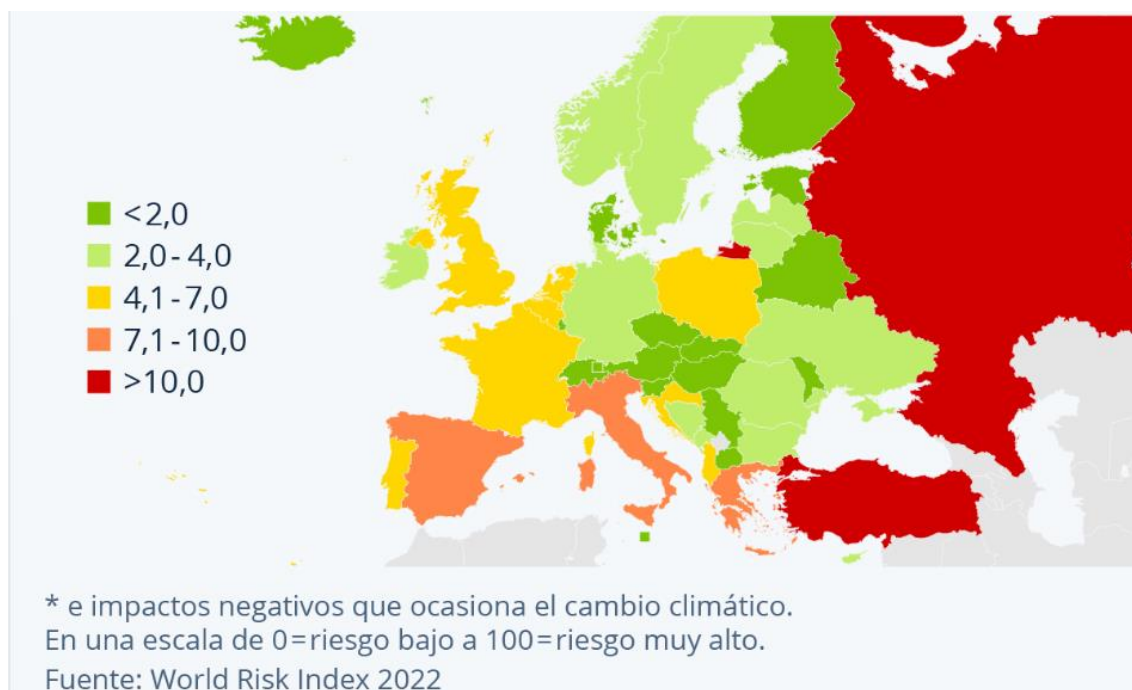 <2,0
2,0-4,0
4,1-7,0
7,1-10,0
>10,0
* e impactos negativos que ocasiona el cambio climático.
En una escala de 0=riesgo bajo a 100=riesgo muy alto.
Fuente: World Risk Index 2022